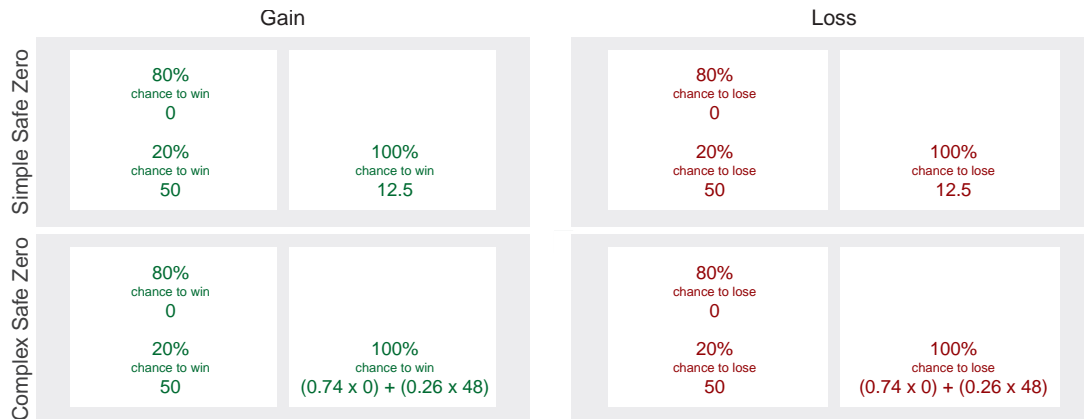 Gain
Loss
Simple Safe Zero
80%
chance to win
0
20%
chance to win
50
100%
chance to win
12.5
80%
chance to lose
0
20%
chance to lose
50
100%
chance to lose
12.5
Complex Safe Zero
80%
chance to win
0
20%
chance to win
50
100%
chance to win
(0.74 x 0) + (0.26 x 48)
80%
chance to lose
0
20%
chance to lose
50
100%
chance to lose
(0.74 x 0) + (0.26 x 48)